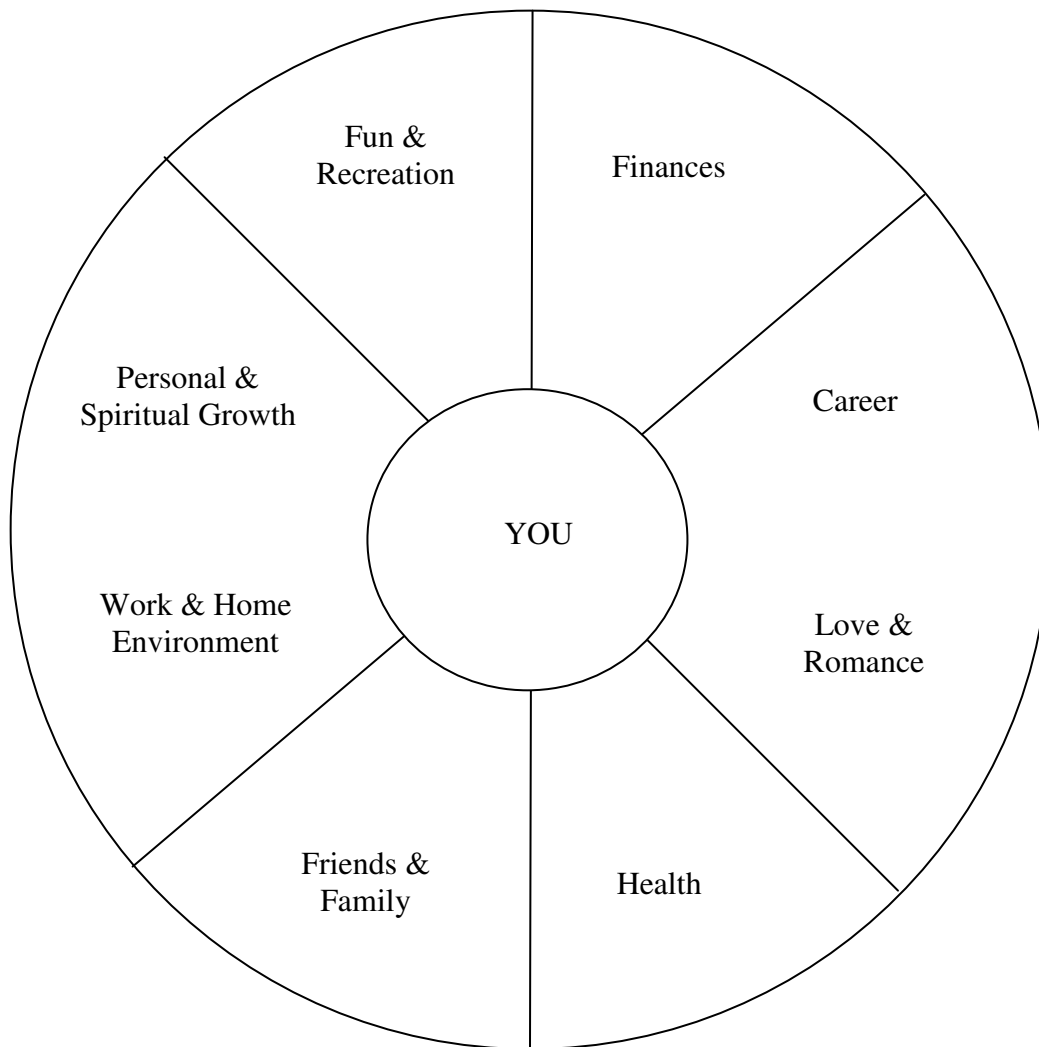 Fun &
Recreation
Finances
Personal &
Spiritual Growth
Career
YOU
Work & Home
Environment
Love &
Romance
Friends &
Family
Health